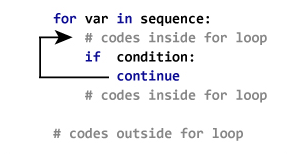 for var in sequence:
# codes inside for loop
if condition:
continue
# codes inside for loop
# codes outside for loop